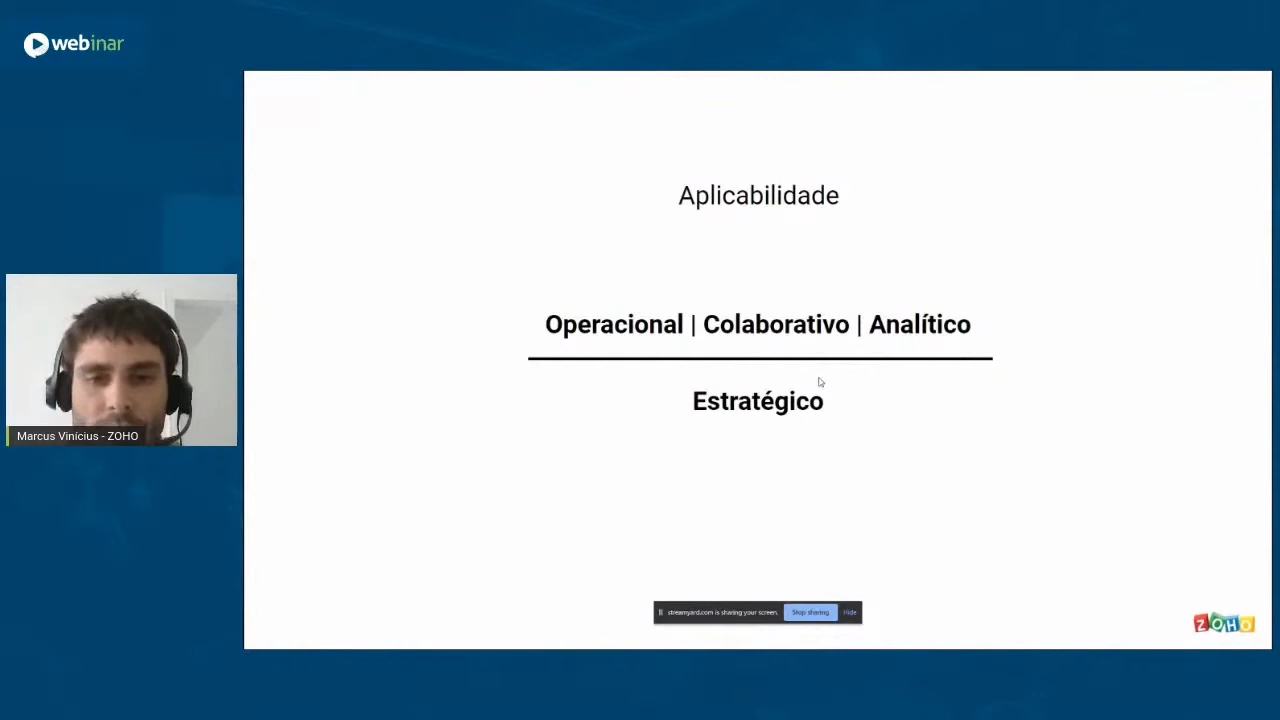 webinar
Aplicabilidade
Operacional | Colaborativo | Analítico
Estratégico
Marcus Vinícius - ZOHO
streamyard.com is sharing your screen. Stop sharing Hide
ZOHO